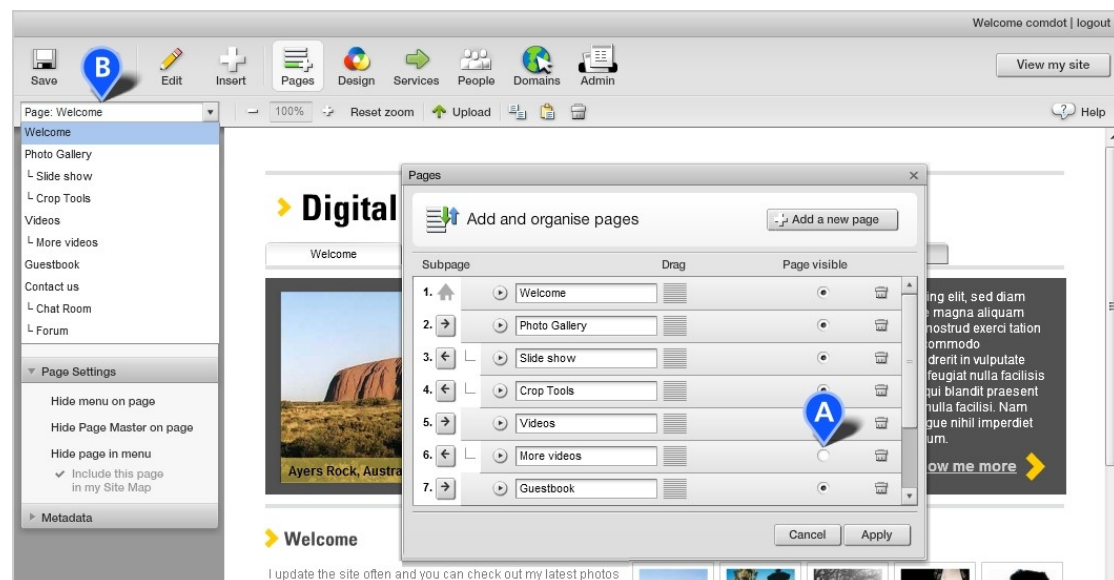 Welcome comdot | logout
Save
B
Edit
Insert
Pages
Design
Services
People
Domains
Admin
View my site
Page: Welcome
100%
Reset zoom
Upload
Help
Welcome
Photo Gallery
Slide show
Crop Tools
Videos
More videos
Guestbook
Contact us
Chat Room
Forum
Page Settings
Hide menu on page
Hide Page Master on page
Hide page in menu
Include this page
in my Site Map
Metadata
Digital
Welcome
Ayers Rock, Austra
Pages
Add and organise pages
Add a new page
Subpage Drag Page visible
1. Welcome
2. Photo Gallery
3. Slide show
4. Crop Tools
A
5. Videos
6. More videos
7. Guestbook
Cancel
Apply
ing elit, sed diam
magna aliquam
nostrud exerci tation
ommodo
drerit in vulputate
feugiat nulla facilisis
qui blandit praesent
nulla facilisi. Nam
gue nihil imperdiet
um.
ow me more
Welcome
I update the site often and you can check out my latest photos